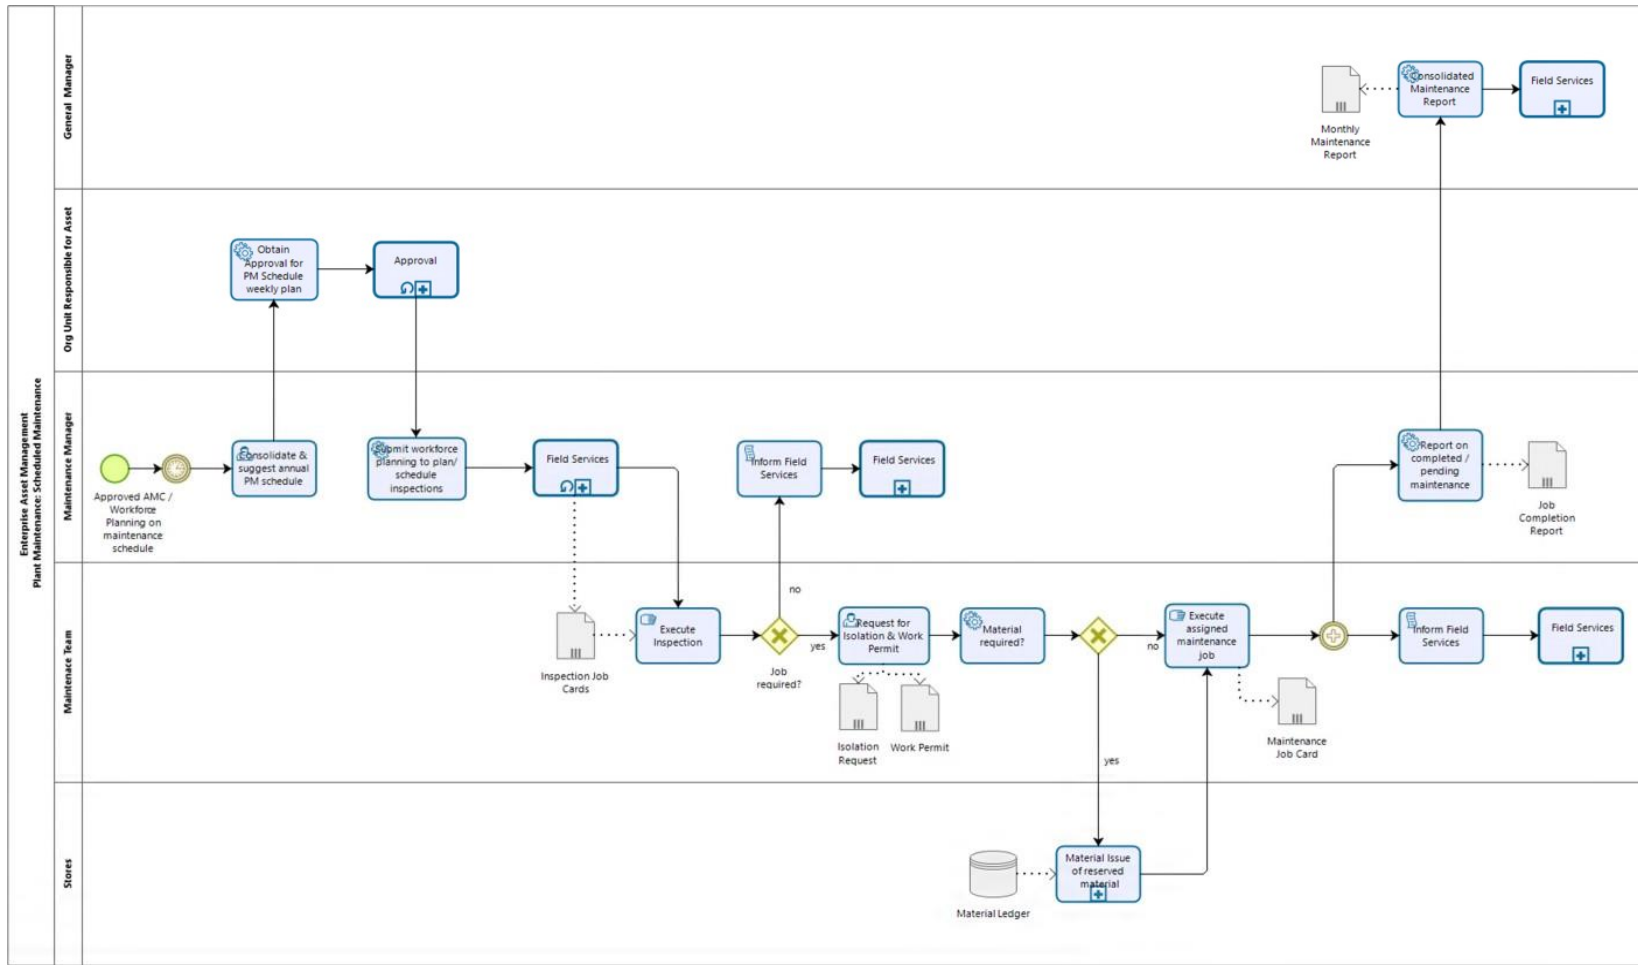 Enterprise Asset Management
Plant Maintenance: Scheduled Maintenance
General Manager
Monthly
Maintenance
Report
Consolidated
Maintenance
Report
Field Services
Org Unit Responsible for Asset
Obtain
Approval for
PM Schedule
weekly plan
Approval
Maintenance Manager
Approved AMC /
Workforce
Planning on
maintenance
schedule
Consolidate &
suggest annual
PM schedule
Submit workforce
planning to plan/
schedule
inspections
Field Services
Inform Field
Services
Field Services
Report on
completed /
pending
maintenance
Job
Completion
Report
Maintenace Team
Inspection Job
Cards
Execute
Inspection
no
Job
required?
yes
Request for
Isolation & Work
Permit
Isolation
Request
Work Permit
Material
required?
no
yes
Execute
assigned
maintenance
job
Maintenance
Job Card
Inform Field
Services
Field Services
Stores
Material Ledger
Material Issue
of reserved
material